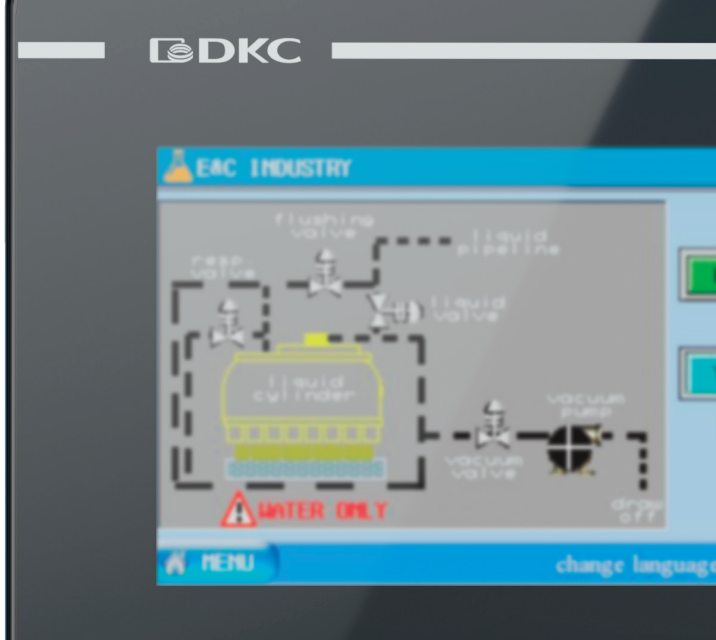 DKC
E&C INDUSTRY
flushing
valve
liquid
pipeline
resp.
valve
liquid
valve
liquid
cylinder
vacuum
pump
vacuum
valve
draw
off
WATER ONLY
MENU
change language